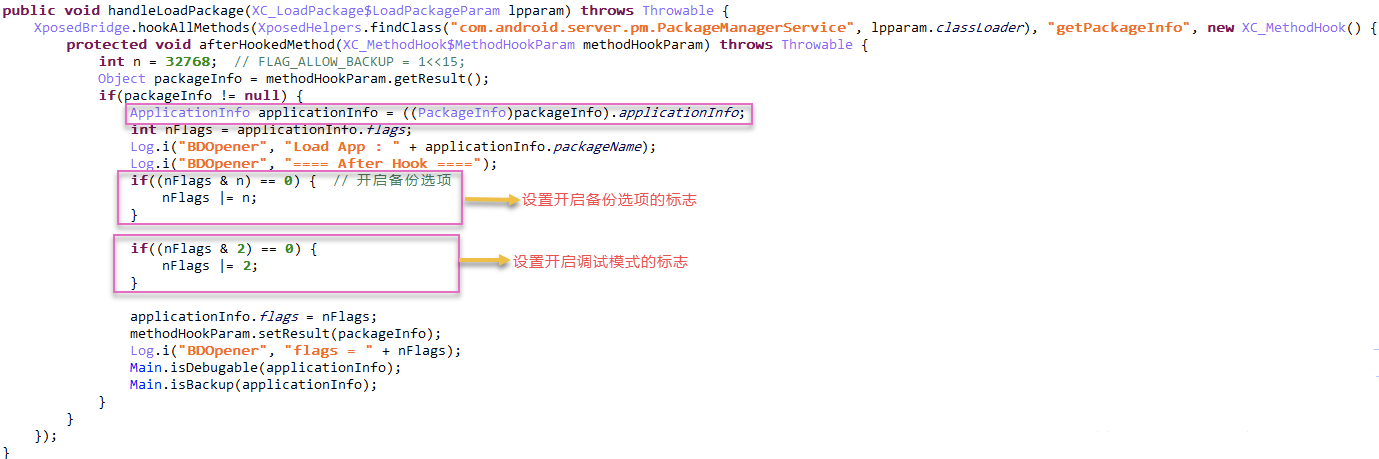 public void handleLoadPackage(XC_LoadPackage$LoadPackageParam lpparam) throws Throwable {
XposedBridge.hookAllMethods(XposedHelpers.findClass("com.android.server.pm.PackageManagerService", lpparam.classLoader), "getPackageInfo", new XC_MethodHook() {
protected void afterHookedMethod(XC_MethodHook$MethodHookParam methodHookParam) throws Throwable {
int n = 32768;  // FLAG_ALLOW_BACKUP = 1<<15;
Object packageInfo = methodHookParam.getResult();
if(packageInfo != null) {
ApplicationInfo applicationInfo = ((PackageInfo)packageInfo).applicationInfo;
int nFlags = applicationInfo.flags;
Log.i("BDOpener", "Load App : " + applicationInfo.packageName);
Log.i("BDOpener", "==== After Hook ====");
if((nFlags & n) == 0) {  // 开启备份选项
nFlags |= n; 设置开启备份选项的标志
}
if((nFlags & 2) == 0) {
nFlags |= 2; 设置开启调试模式的标志
}
applicationInfo.flags = nFlags;
methodHookParam.setResult(packageInfo);
Log.i("BDOpener", "flags = " + nFlags);
Main.isDebugable(applicationInfo);
Main.isBackup(applicationInfo);
}
}
});
}